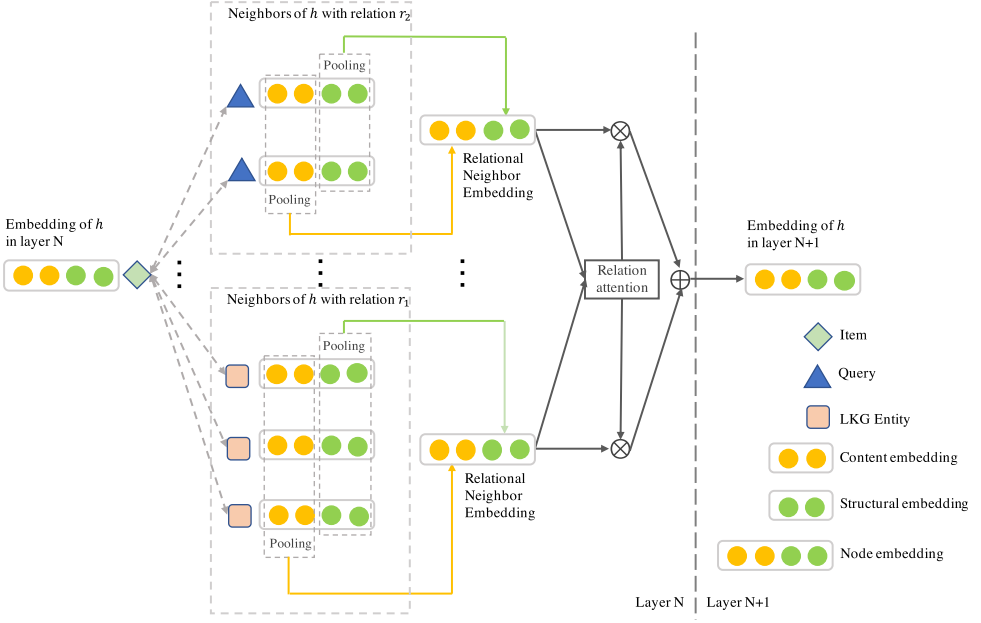 Neighbors of h with relation r2
Pooling
Pooling
Relational
Neighbor
Embedding
Embedding of h
in layer N
Neighbors of h with relation r1
Pooling
Pooling
Relational
Neighbor
Embedding
Relation
attention
Embedding of h
in layer N+1
Item
Query
LKG Entity
Content embedding
Structural embedding
Node embedding
Layer N
Layer N+1